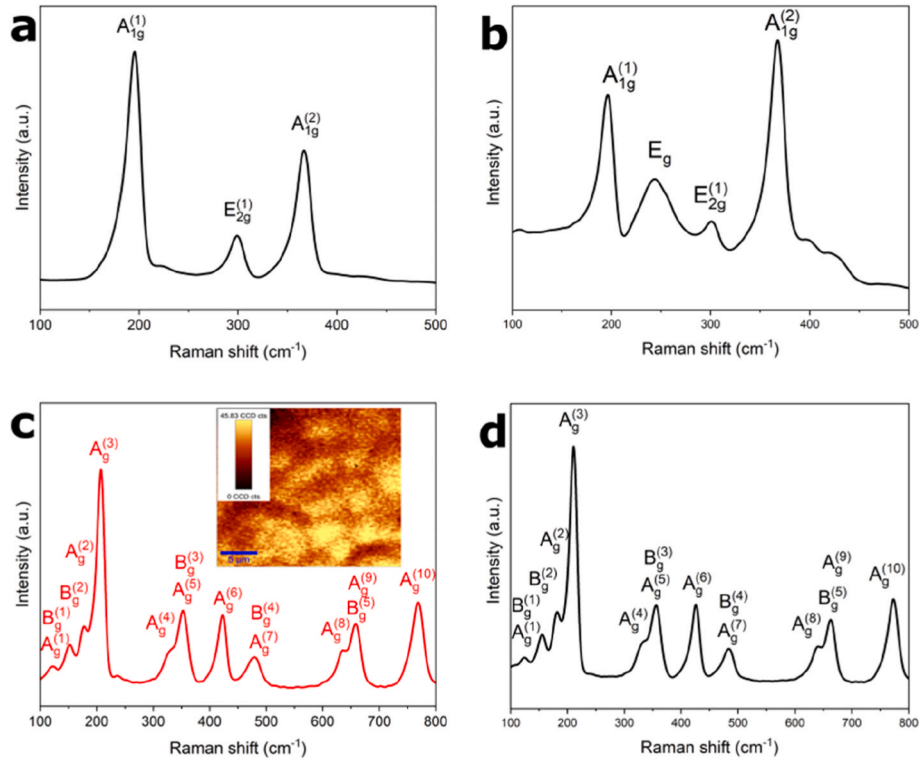 a
A1g(1)
E2g(1)
A1g(2)
Intensity (a.u.)
100 200 300 400 500
Raman shift (cm-1)
b
A1g(1)
Eg
E2g(1)
A1g(2)
Intensity (a.u.)
100 200 300 400 500
Raman shift (cm-1)
c
45.83 CCD cts
0 CCD cts
5 µm
Ag(1)
Bg(1)
Bg(2)
Ag(2)
Ag(3)
Ag(4)
Bg(3)
Ag(5)
Ag(6)
Bg(4)
Ag(7)
Ag(8)
Ag(9)
Bg(5)
Ag(10)
Intensity (a.u.)
100 200 300 400 500 600 700 800
Raman shift (cm-1)
d
Ag(1)
Bg(1)
Bg(2)
Ag(2)
Ag(3)
Ag(4)
Bg(3)
Ag(5)
Ag(6)
Bg(4)
Ag(7)
Ag(8)
Ag(9)
Bg(5)
Ag(10)
Intensity (a.u.)
100 200 300 400 500 600 700 800
Raman shift (cm-1)